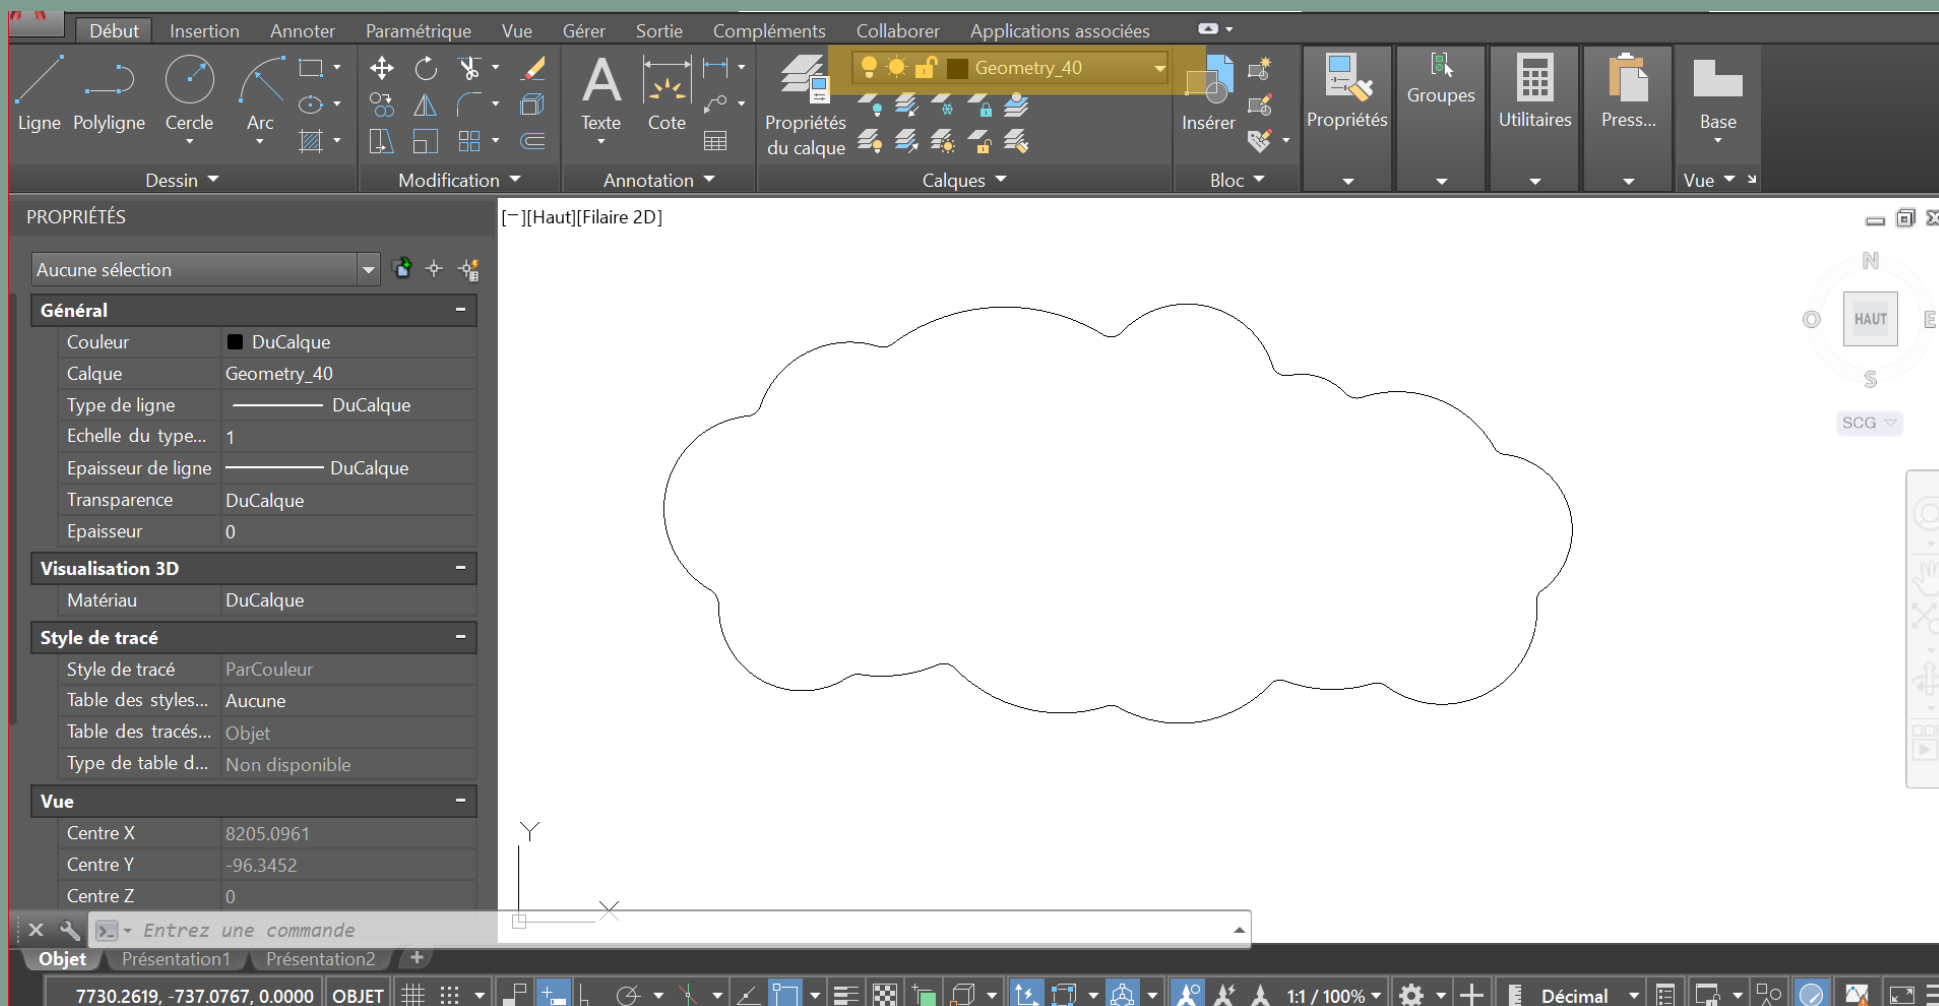 Début Insertion Annoter Paramétrique Vue Gérer Sortie Compléments Collaborer Applications associées
Geometry_40
Ligne Polyligne Cercle Arc
Texte Cote
Propriétés du calque
Insérer
Propriétés
Groupes
Utilitaires
Press...
Base
Dessin Modification Annotation Calques Bloc Vue
PROPRIÉTÉS
[−][Haut][Filaire 2D]
Aucune sélection
Général
Couleur DuCalque
Calque Geometry_40
Type de ligne DuCalque
Echelle du type... 1
Epaisseur de ligne DuCalque
Transparence DuCalque
Epaisseur 0
Visualisation 3D
Matériau DuCalque
Style de tracé
Style de tracé ParCouleur
Table des styles... Aucune
Table des tracés... Objet
Type de table d... Non disponible
Vue
Centre X 8205.0961
Centre Y -96.3452
Centre Z 0
N
O HAUT E
S
SCG
Y
X
Entrez une commande
Objet Présentation1 Présentation2 +
7730.2619, -737.0767, 0.0000 OBJET 1:1 / 100% Décimal